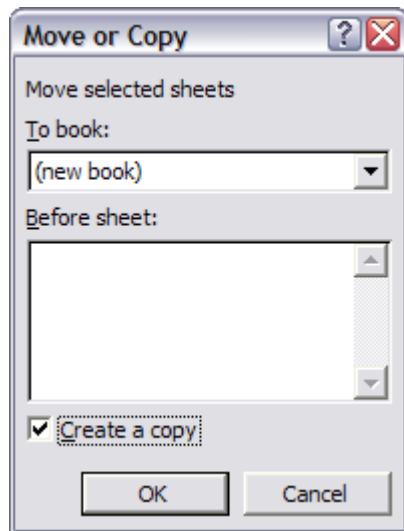 Move or Copy
Move selected sheets
To book:
(new book)
Before sheet:
Create a copy
OK Cancel